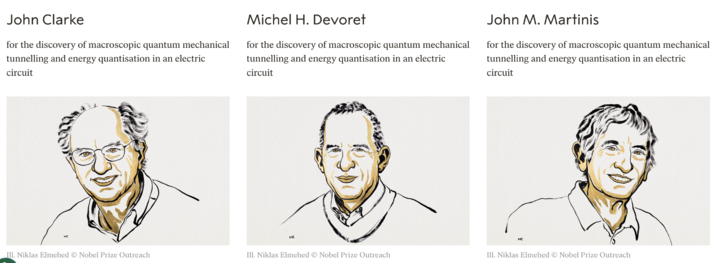 John Clarke
for the discovery of macroscopic quantum mechanical
tunnelling and energy quantisation in an electric
circuit
Ill. Niklas Elmehed © Nobel Prize Outreach
Michel H. Devoret
for the discovery of macroscopic quantum mechanical
tunnelling and energy quantisation in an electric
circuit
Ill. Niklas Elmehed © Nobel Prize Outreach
John M. Martinis
for the discovery of macroscopic quantum mechanical
tunnelling and energy quantisation in an electric
circuit
Ill. Niklas Elmehed © Nobel Prize Outreach